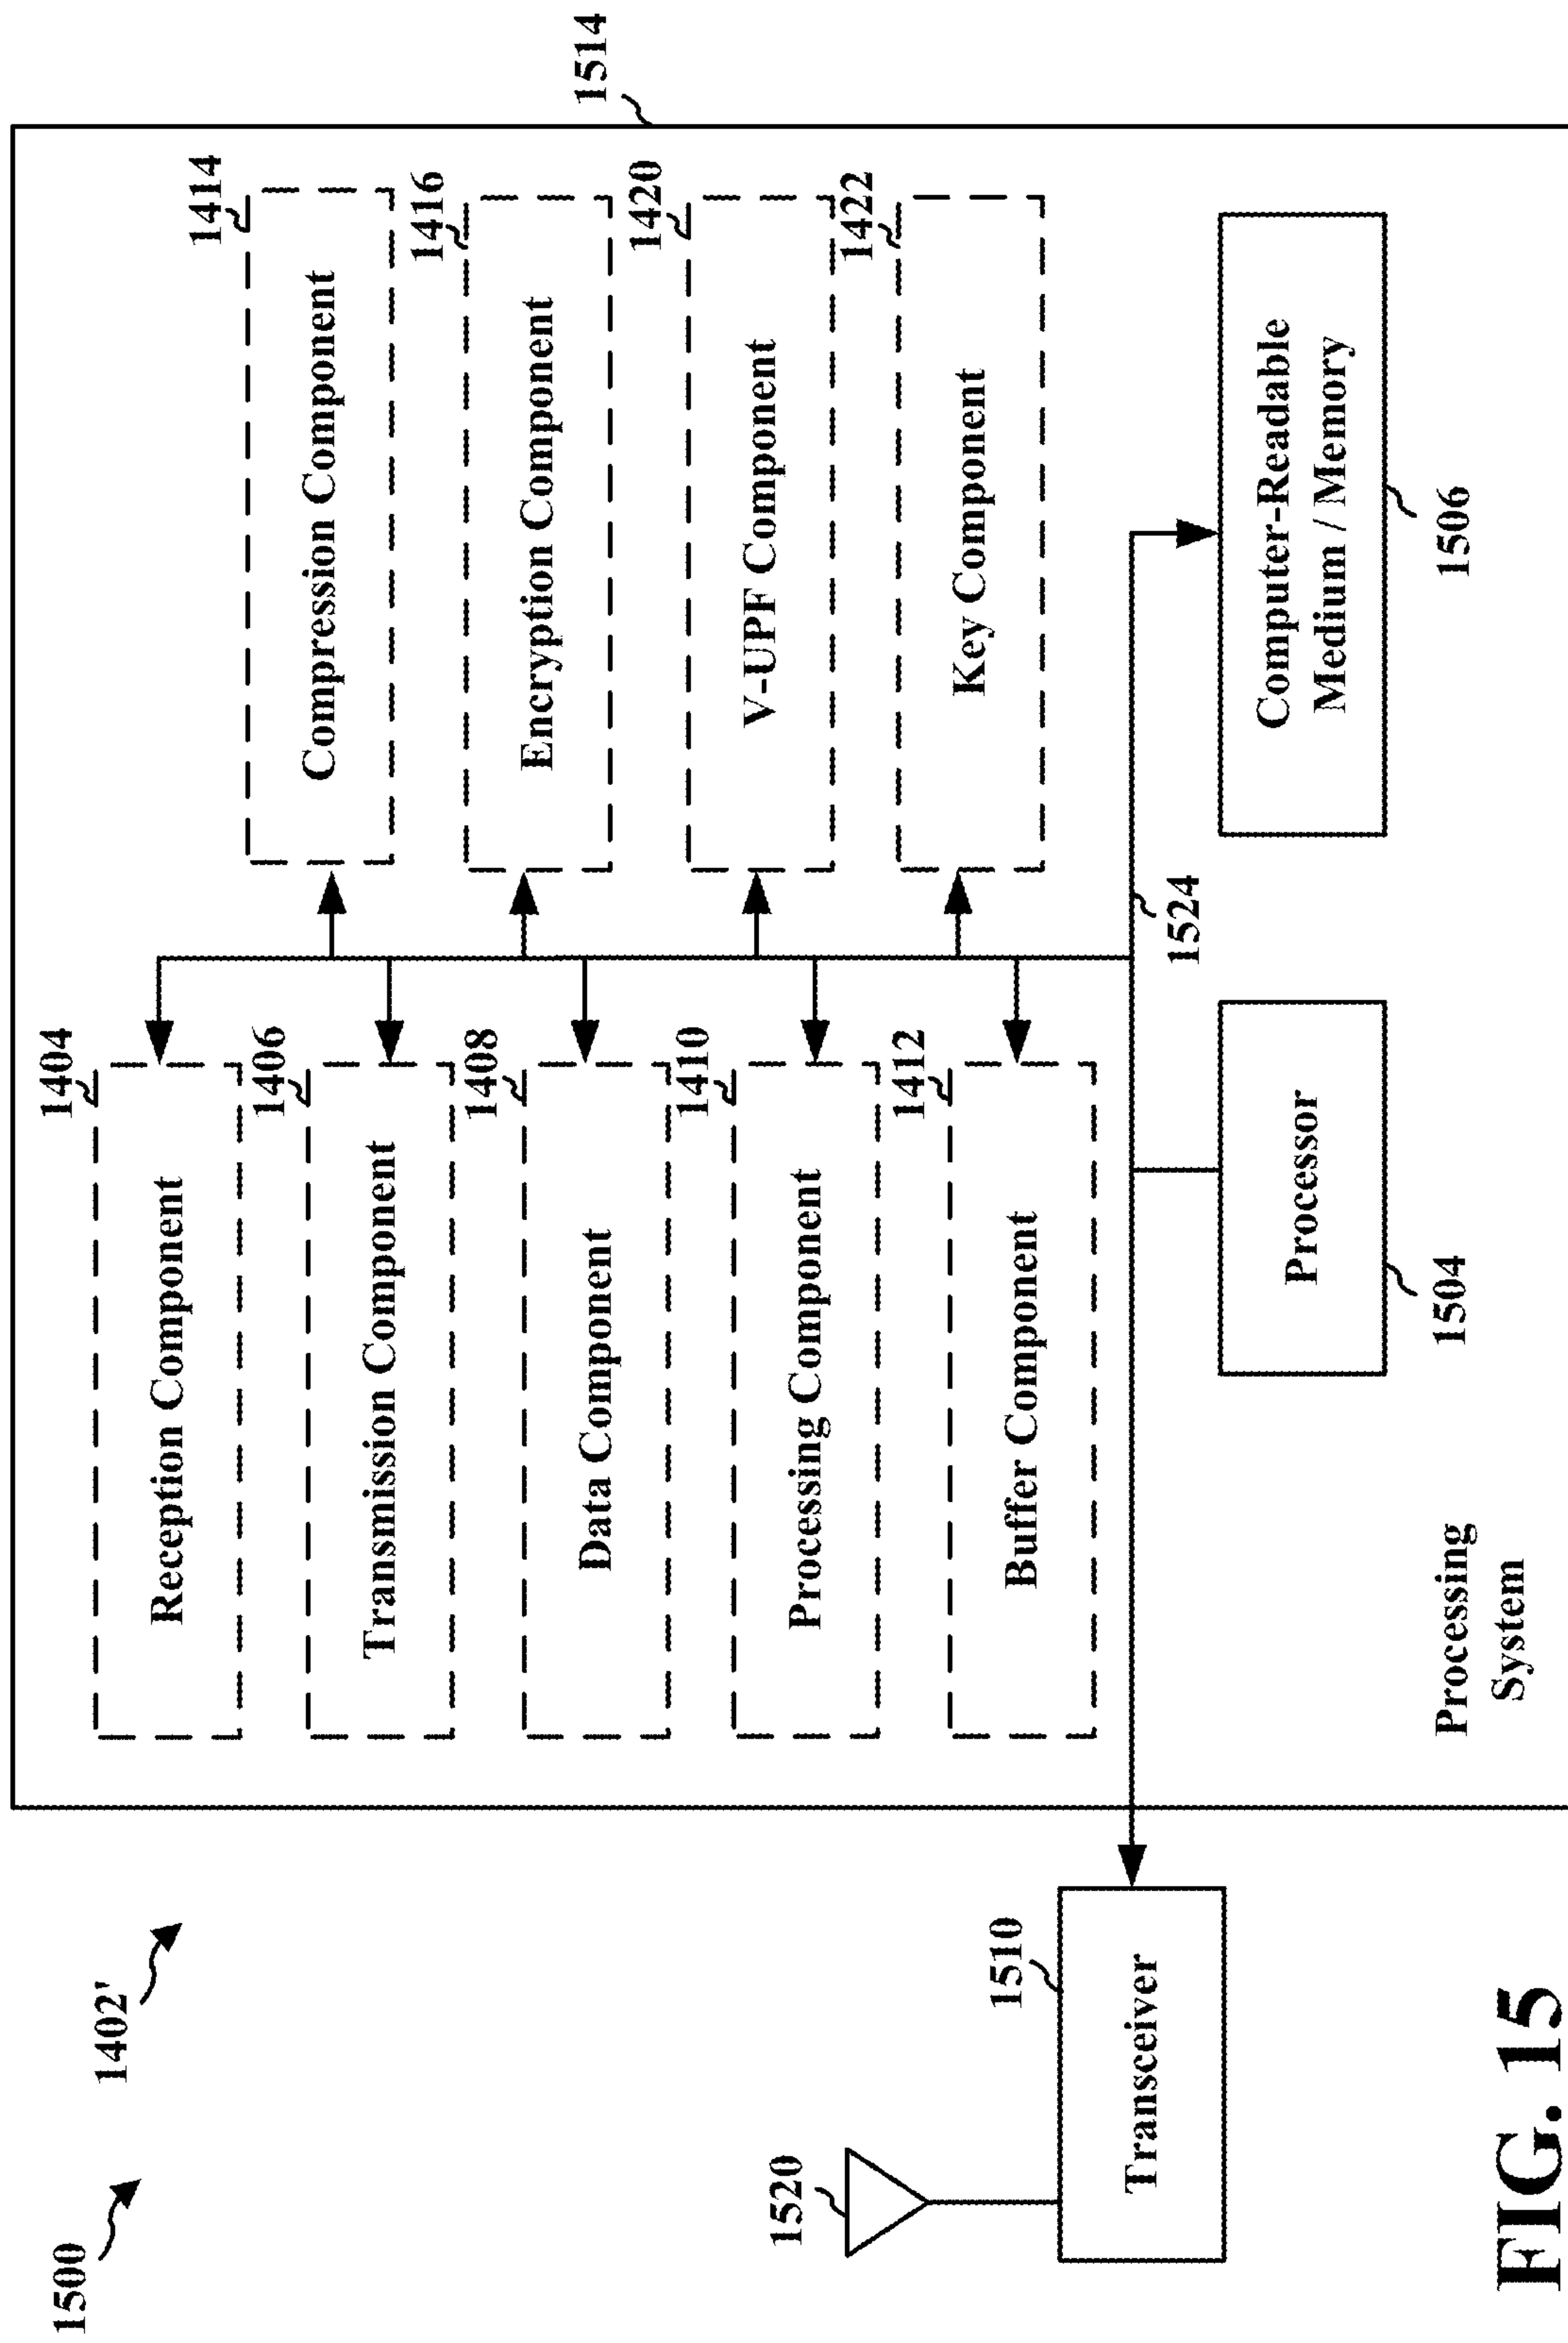 1500
1402'
1514
1404
Reception Component
1406
Transmission Component
1408
Data Component
1410
Processing Component
1412
Buffer Component
1414
Compression Component
1416
Encryption Component
1420
V-UPF Component
1422
Key Component
1524
1520
1510
Transceiver
Processor
1504
Computer-Readable
Medium / Memory
1506
Processing
System
FIG. 15